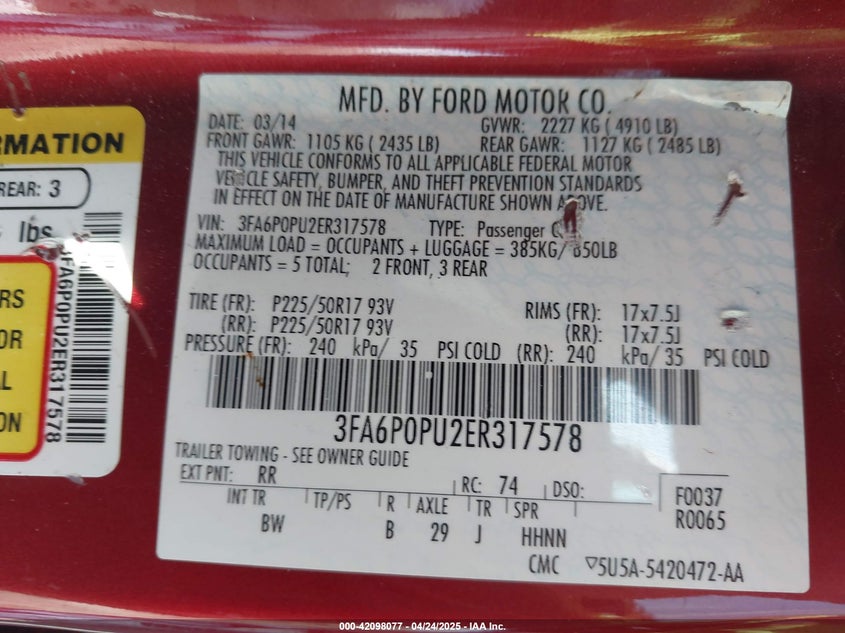 MFD. BY FORD MOTOR CO.
DATE: 03/14 GVWR: 2227 KG ( 4910 LB)
FRONT GAWR: 1105 KG ( 2435 LB) REAR GAWR: 1127 KG ( 2485 LB)
THIS VEHICLE CONFORMS TO ALL APPLICABLE FEDERAL MOTOR
VEHICLE SAFETY, BUMPER, AND THEFT PREVENTION STANDARDS
IN EFFECT ON THE DATE OF MANUFACTURE SHOWN ABOVE.
VIN: 3FA6P0PU2ER317578 TYPE: Passenger
MAXIMUM LOAD = OCCUPANTS + LUGGAGE = 385KG/ 850LB
OCCUPANTS = 5 TOTAL; 2 FRONT, 3 REAR
TIRE (FR): P225/50R17 93V RIMS (FR): 17x7.5J
(RR): P225/50R17 93V (RR): 17x7.5J
PRESSURE (FR): 240 kPa/ 35 PSI COLD (RR): 240 kPa/ 35 PSI COLD
3FA6P0PU2ER317578
TRAILER TOWING - SEE OWNER GUIDE
EXT PNT: RR RC: 74 DSO: F0037
INT TR TP/PS R AXLE TR SPR R0065
BW B 29 J HHNN
CMC ▽5U5A-5420472-AA
RMATION
REAR: 3
lbs
3FA6P0PU2ER317578
RS
OR
AL
ON
000-42098077 - 04/24/2025 - IAA Inc.